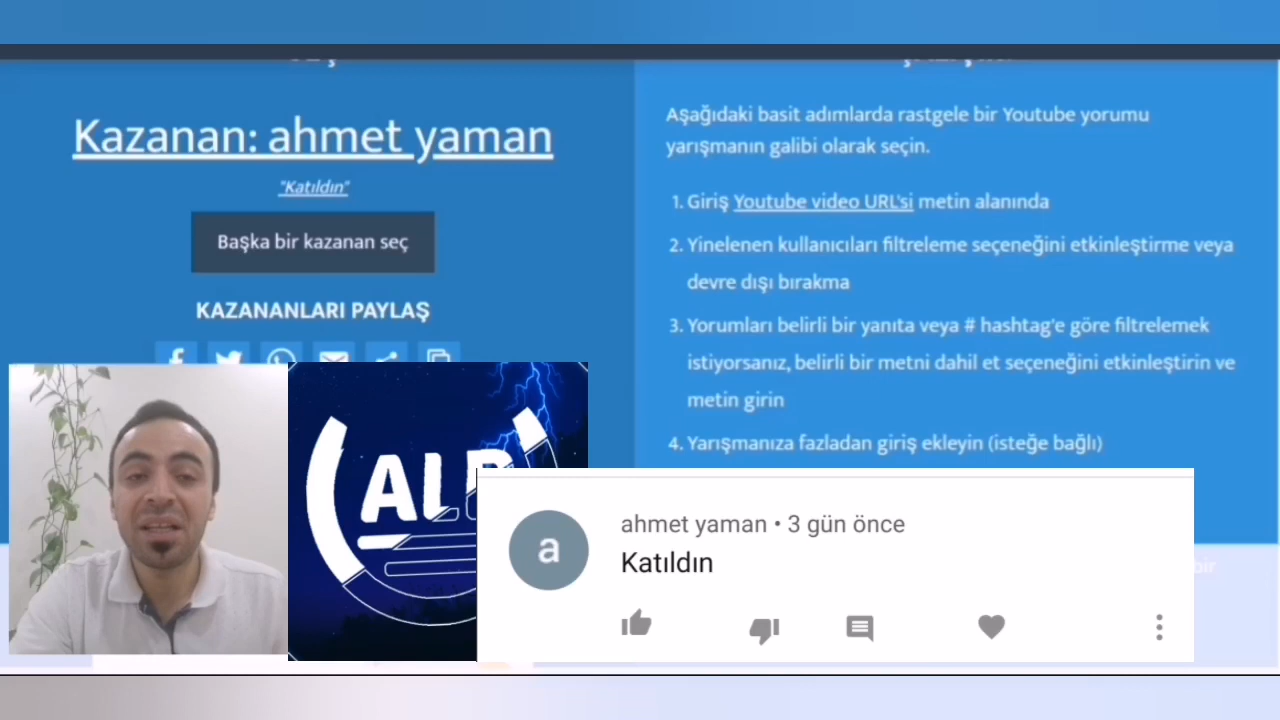 Kazanan: ahmet yaman
"Katıldın"
Başka bir kazanan seç
KAZANANLARI PAYLAŞ
Aşağıdaki basit adımlarda rastgele bir Youtube yorumu
yarışmanın galibi olarak seçin.
1. Giriş Youtube video URL'si metin alanında
2. Yinelenen kullanıcıları filtreleme seçeneğini etkinleştirme veya
devre dışı bırakma
3. Yorumları belirli bir yanıta veya # hashtag'e göre filtrelemek
istiyorsanız, belirli bir metni dahil et seçeneğini etkinleştirin ve
metin girin
4. Yarışmanıza fazladan giriş ekleyin (isteğe bağlı)
bir
a
ahmet yaman • 3 gün önce
Katıldın